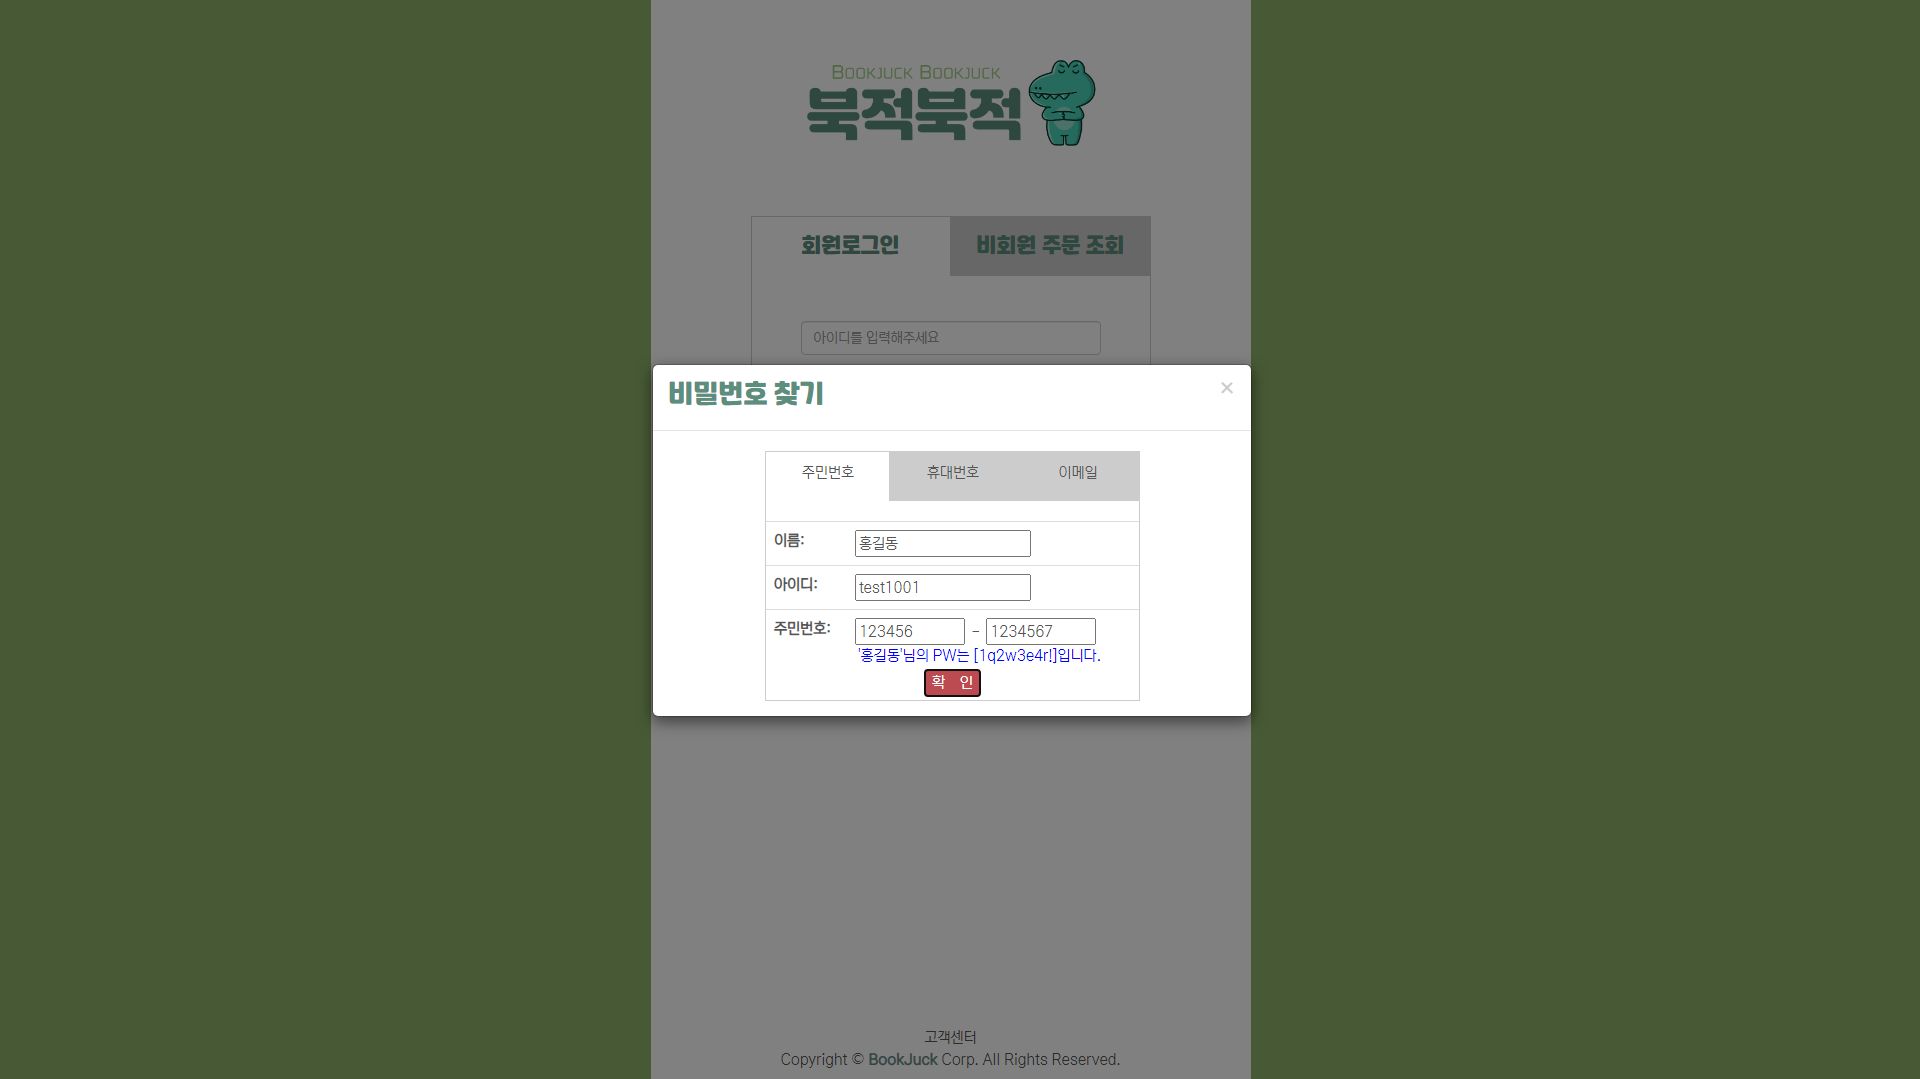 Bookjuck Bookjuck
북적북적
회원로그인 비회원 주문 조회
아이디를 입력해주세요
비밀번호 찾기 ×
주민번호 휴대번호 이메일
이름: 홍길동
아이디: test1001
주민번호: 123456 - 1234567
'홍길동'님의 PW는 [1q2w3e4r!]입니다.
확 인
고객센터
Copyright © BookJuck Corp. All Rights Reserved.